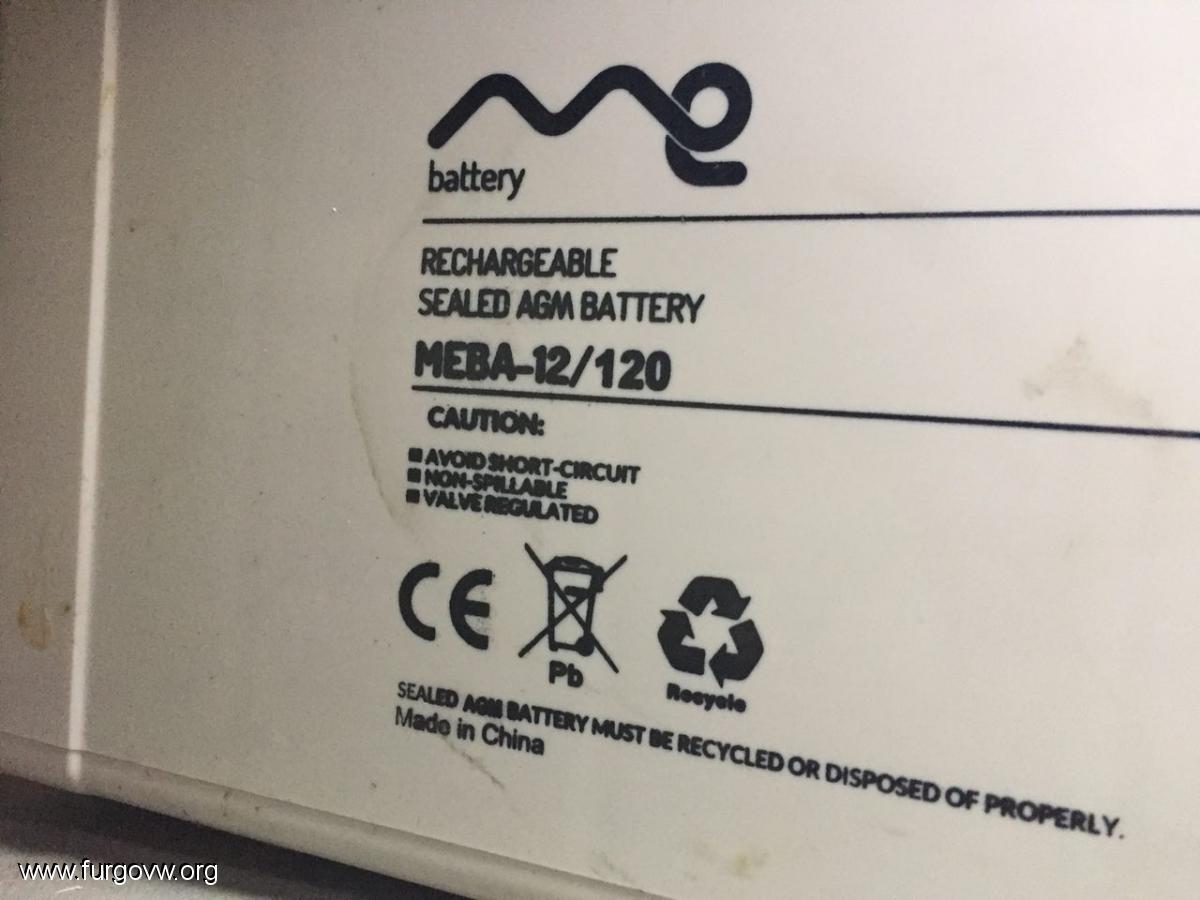 me
battery
RECHARGEABLE
SEALED AGM BATTERY
MEBA-12/120
CAUTION:
■ AVOID SHORT-CIRCUIT
■ NON-SPILLABLE
■ VALVE REGULATED
CE
Pb
Recycle
SEALED AGM BATTERY MUST BE RECYCLED OR DISPOSED OF PROPERLY.
Made in China
www.furgovw.org